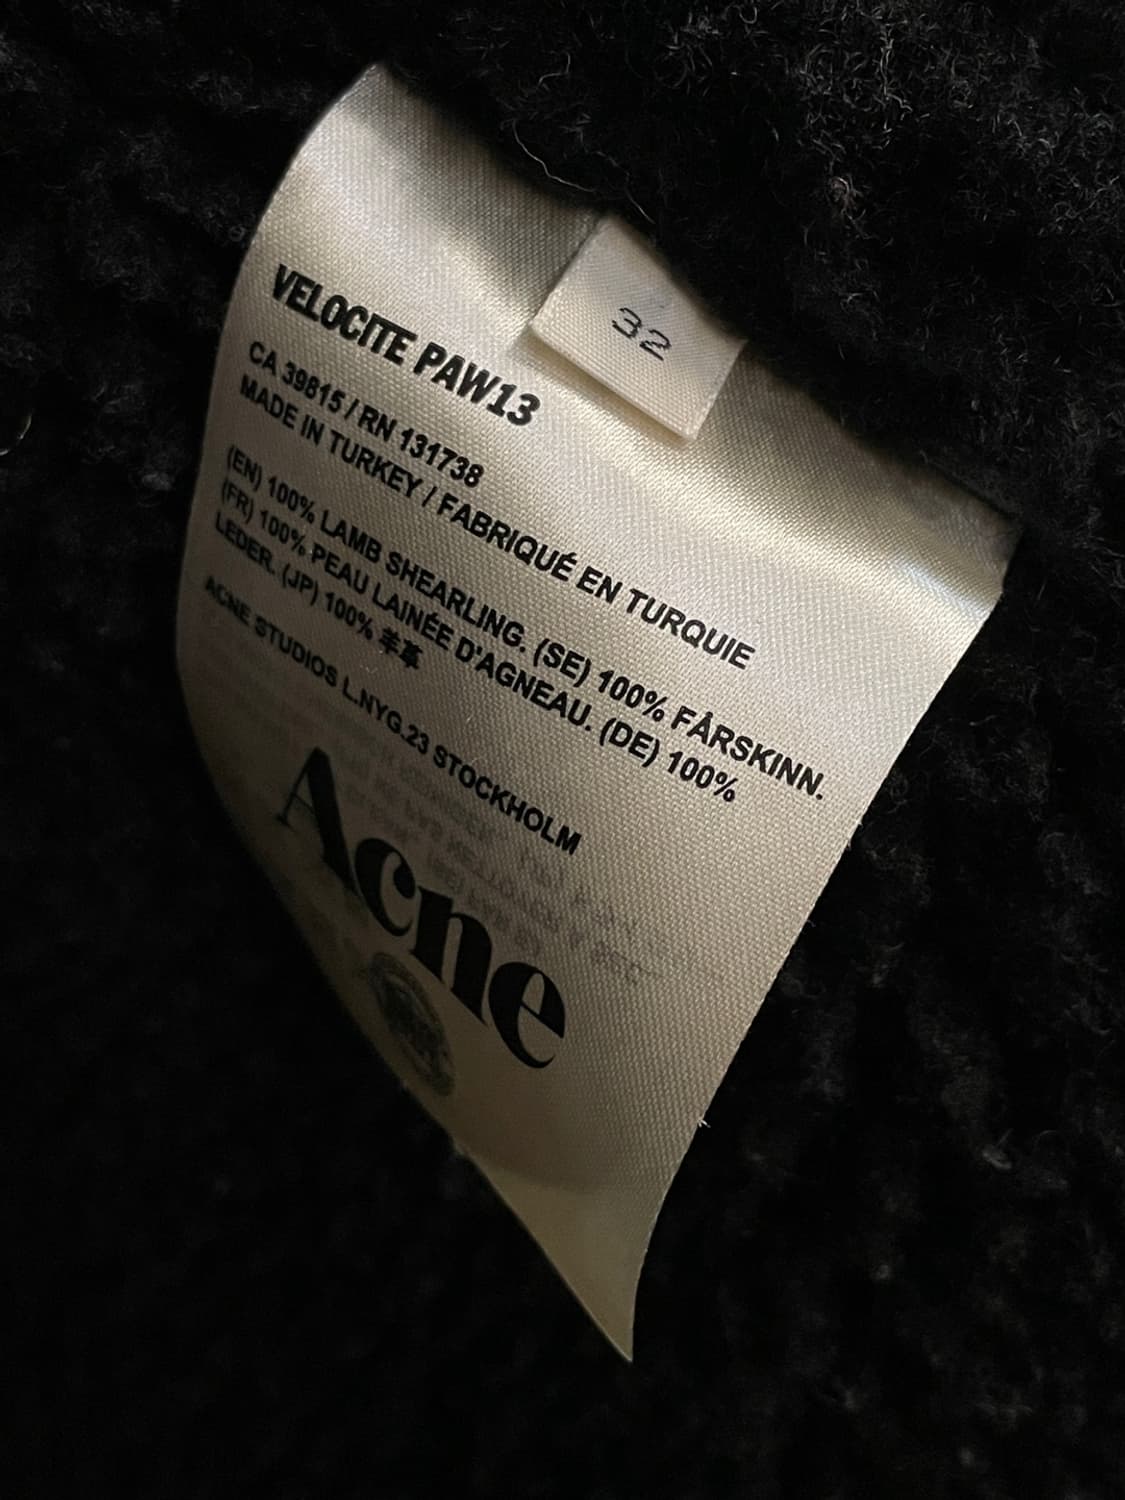 32
VELOCITE PAW13
CA 39815 / RN 131738
MADE IN TURKEY / FABRIQUÉ EN TURQUIE
(EN) 100% LAMB SHEARLING. (SE) 100% FÅRSKINN.
(FR) 100% PEAU LAINÉE D'AGNEAU. (DE) 100%
LEDER. (JP) 100% 羊革
ACNE STUDIOS L.NYG.23 STOCKHOLM
Acne